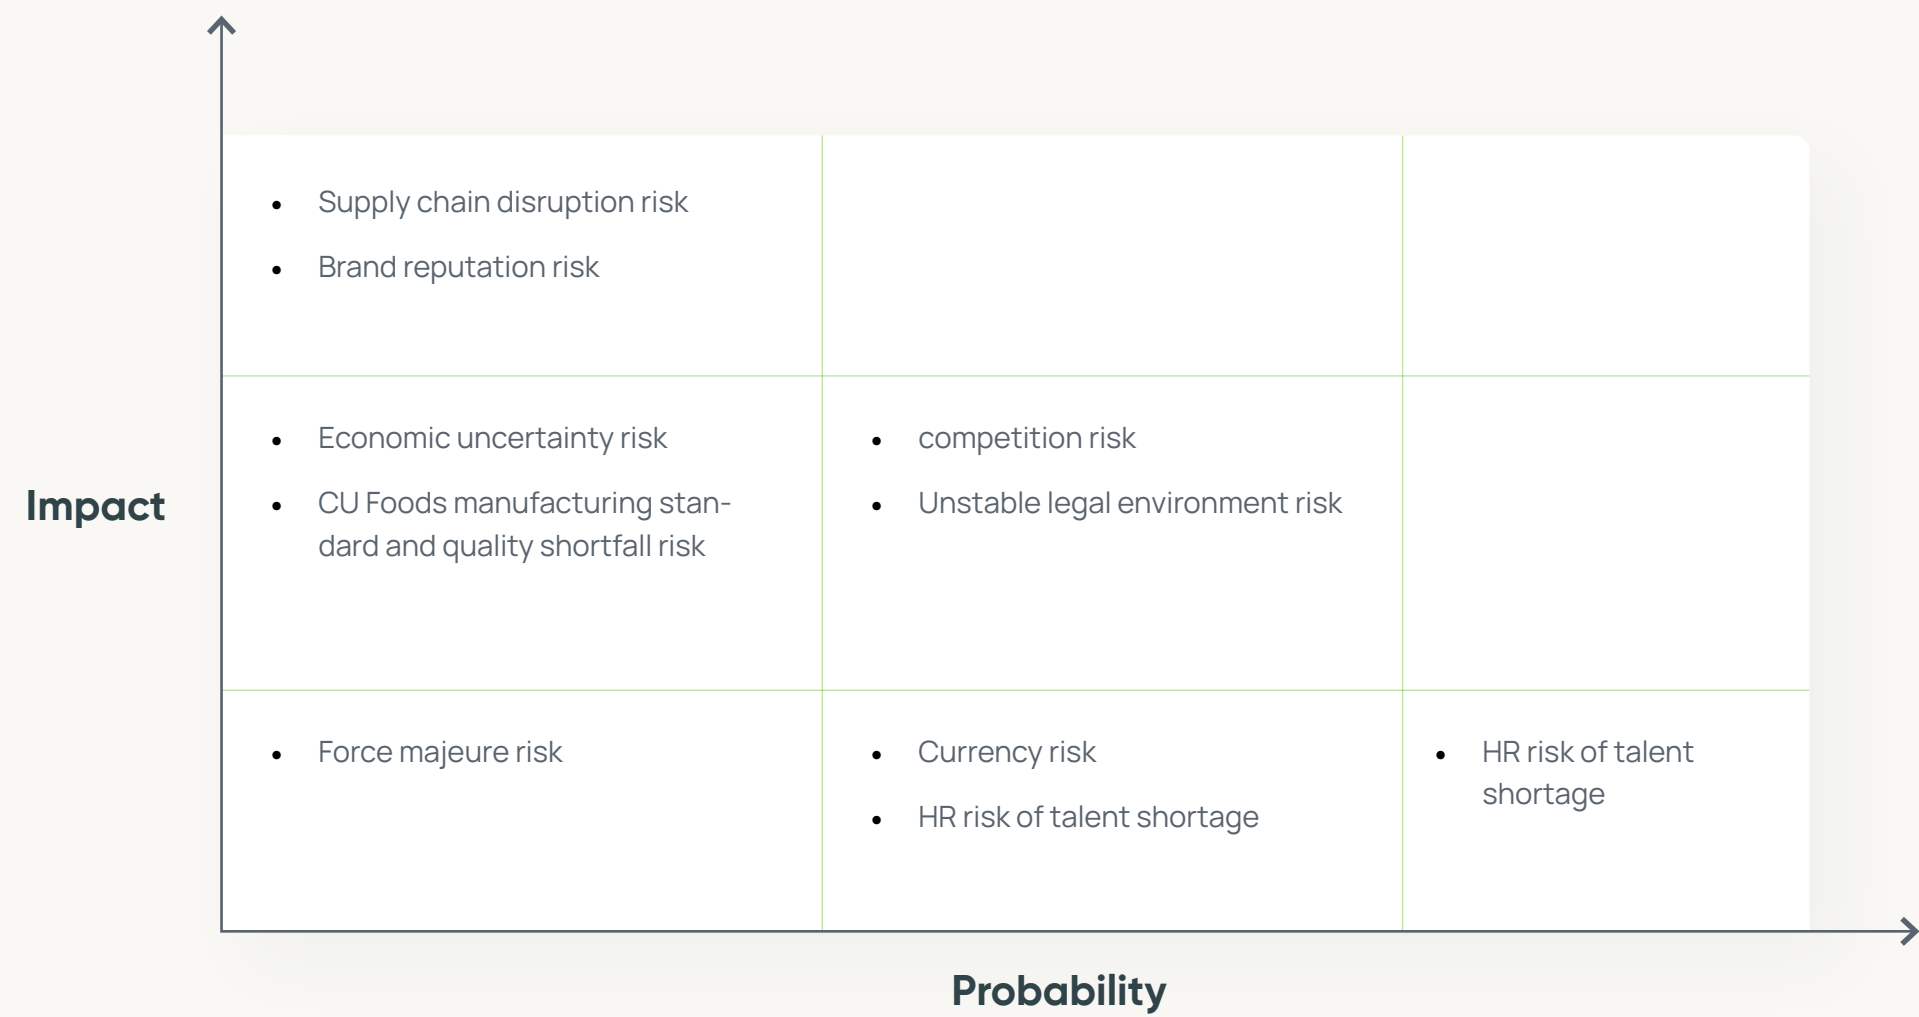 Supply chain disruption risk
Brand reputation risk
Impact
Economic uncertainty risk
CU Foods manufacturing stan-
dard and quality shortfall risk
competition risk
Unstable legal environment risk
Force majeure risk
Currency risk
HR risk of talent shortage
HR risk of talent
shortage
Probability